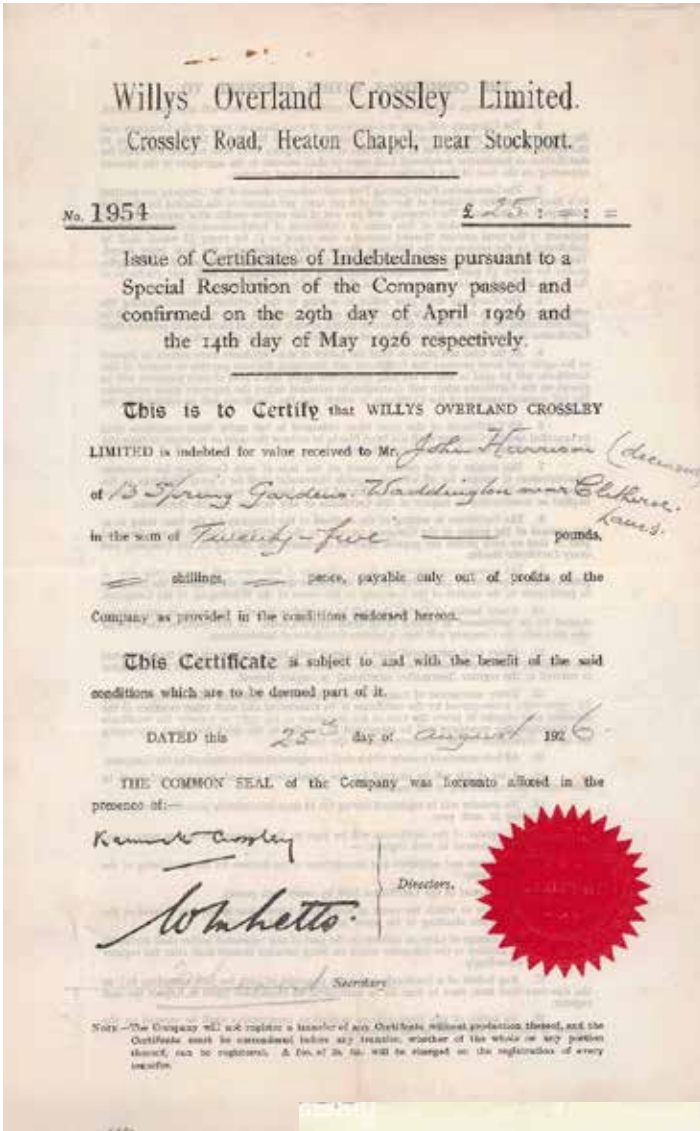 Willys Overland Crossley Limited.
Crossley Road, Heaton Chapel, near Stockport.
No. 1954
£ 25 : = : =
Issue of Certificates of Indebtedness pursuant to a
Special Resolution of the Company passed and
confirmed on the 29th day of April 1926 and
the 14th day of May 1926 respectively.
This is to Certify that WILLYS OVERLAND CROSSLEY
LIMITED is indebted for value received to Mr. John Harrison (deceased
of 13 Spring Gardens. Waddington near Clitheroe.
Lancs.
in the sum of Twenty-five pounds,
shillings, pence, payable only out of profits of the
Company as provided in the conditions endorsed hereon.
This Certificate is subject to and with the benefit of the said
conditions which are to be deemed part of it.
DATED this 25th day of August 1926.
THE COMMON SEAL of the Company was hereunto affixed in the
presence of:—
Kenneth Crossley
Directors.
Secretary
NOTE—The Company will not register a transfer of any Certificate without production thereof, and the
Certificate must be surrendered before any transfer, whether of the whole or any portion
thereof, can be registered. A fee of 2s. 6d. will be charged on the registration of every
transfer.